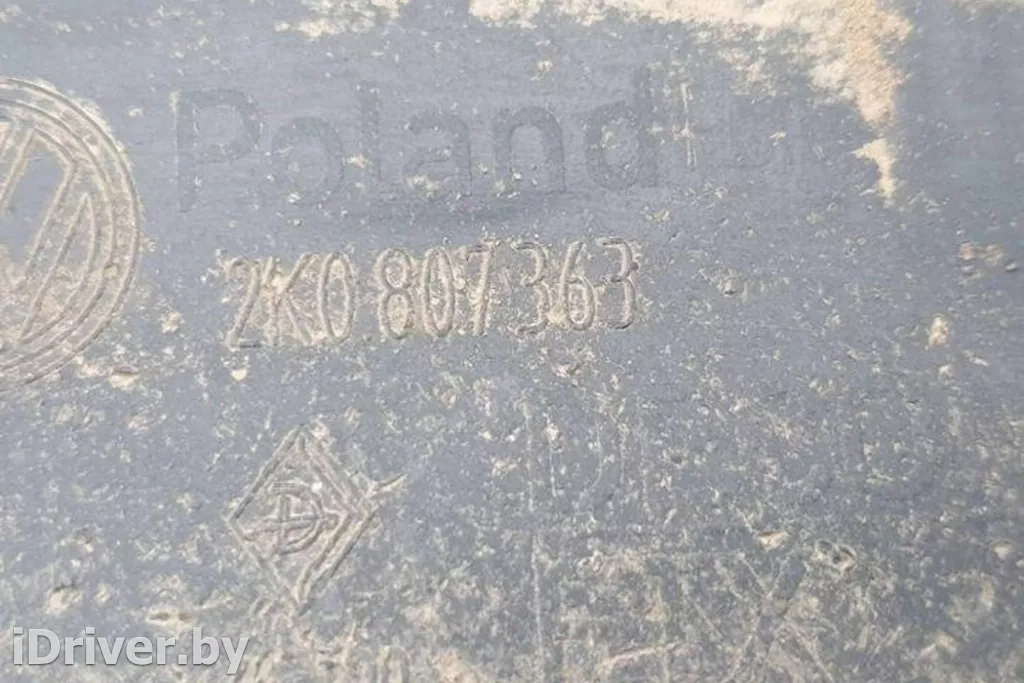 Poland
2K0 807 363
iDriver.by